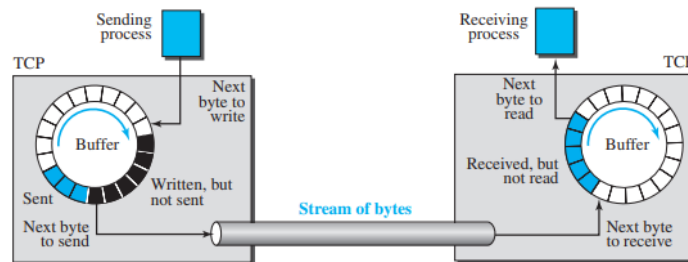 Sending
process
TCP
Next
byte to
write
Buffer
Sent
Written, but
not sent
Next byte
to send
Stream of bytes
Receiving
process
Next
byte to
read
Buffer
Received, but
not read
Next byte
to receive